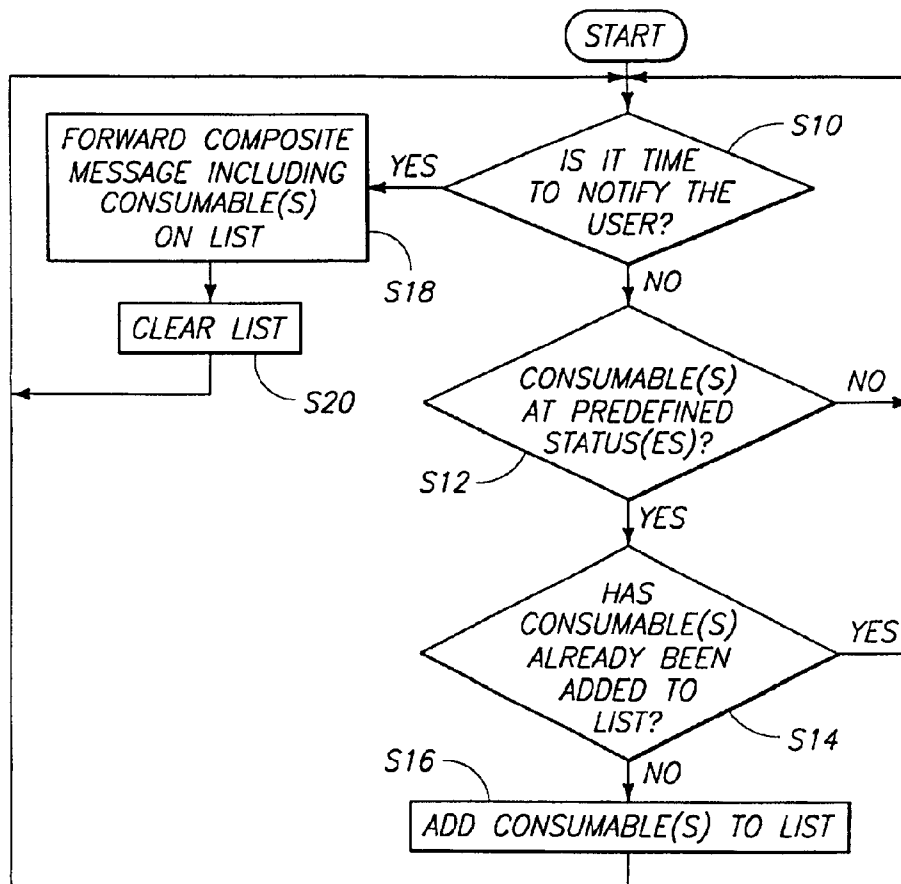 START
S10
IS IT TIME
TO NOTIFY THE
USER?
YES
FORWARD COMPOSITE
MESSAGE INCLUDING
CONSUMABLE(S)
ON LIST
S18
CLEAR LIST
S20
NO
CONSUMABLE(S)
AT PREDEFINED
STATUS(ES)?
NO
S12
YES
HAS
CONSUMABLE(S)
ALREADY BEEN
ADDED TO
LIST?
YES
S14
NO
S16
ADD CONSUMABLE(S) TO LIST